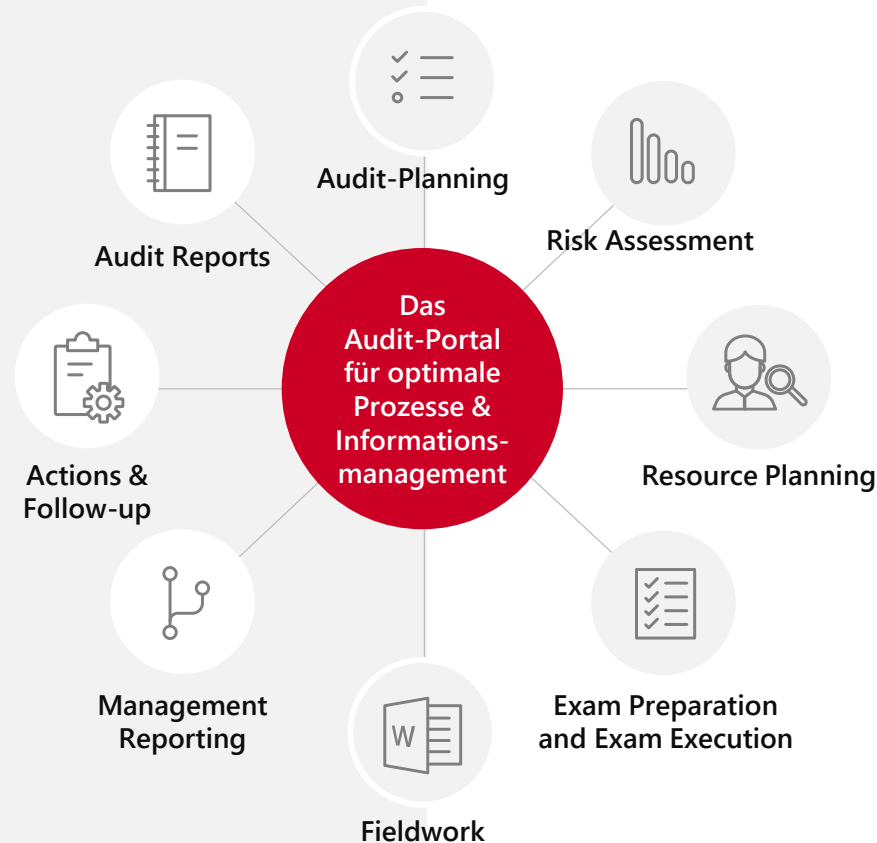 Audit-Planning
Risk Assessment
Resource Planning
Exam Preparation
and Exam Execution
Fieldwork
W
Management
Reporting
Actions &
Follow-up
Audit Reports
Das
Audit-Portal
für optimale
Prozesse &
Informations-
management